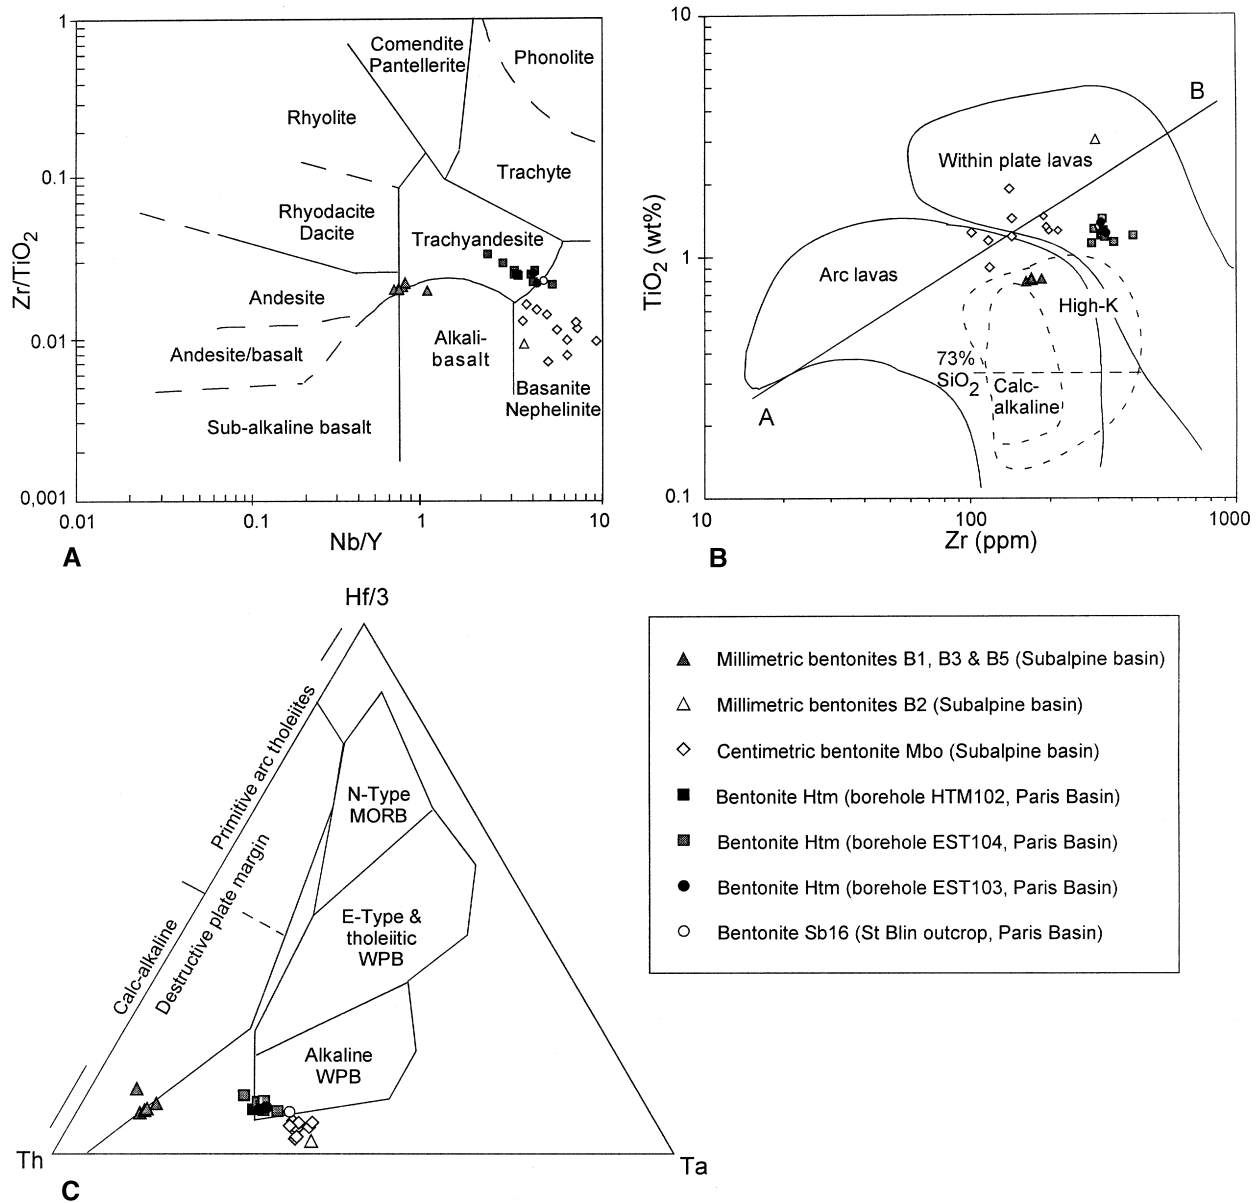 1
0.1
0.01
0,001
Zr/TiO2
0.01
0.1
1
10
Nb/Y
A
Comendite
Pantellerite
Phonolite
Rhyolite
Trachyte
Rhyodacite
Dacite
Trachyandesite
Andesite
Andesite/basalt
Alkali-
basalt
Basanite
Nephelinite
Sub-alkaline basalt
10
1
0.1
TiO2 (wt%)
10
100
1000
Zr (ppm)
B
B
Within plate lavas
Arc lavas
High-K
73%
SiO2
Calc-
alkaline
A
Hf/3
Primitive arc tholeiites
Calc-alkaline
Destructive plate margin
N-Type
MORB
E-Type &
tholeiitic
WPB
Alkaline
WPB
Th
Ta
C
Millimetric bentonites B1, B3 & B5 (Subalpine basin)
Millimetric bentonites B2 (Subalpine basin)
Centimetric bentonite Mbo (Subalpine basin)
Bentonite Htm (borehole HTM102, Paris Basin)
Bentonite Htm (borehole EST104, Paris Basin)
Bentonite Htm (borehole EST103, Paris Basin)
Bentonite Sb16 (St Blin outcrop, Paris Basin)